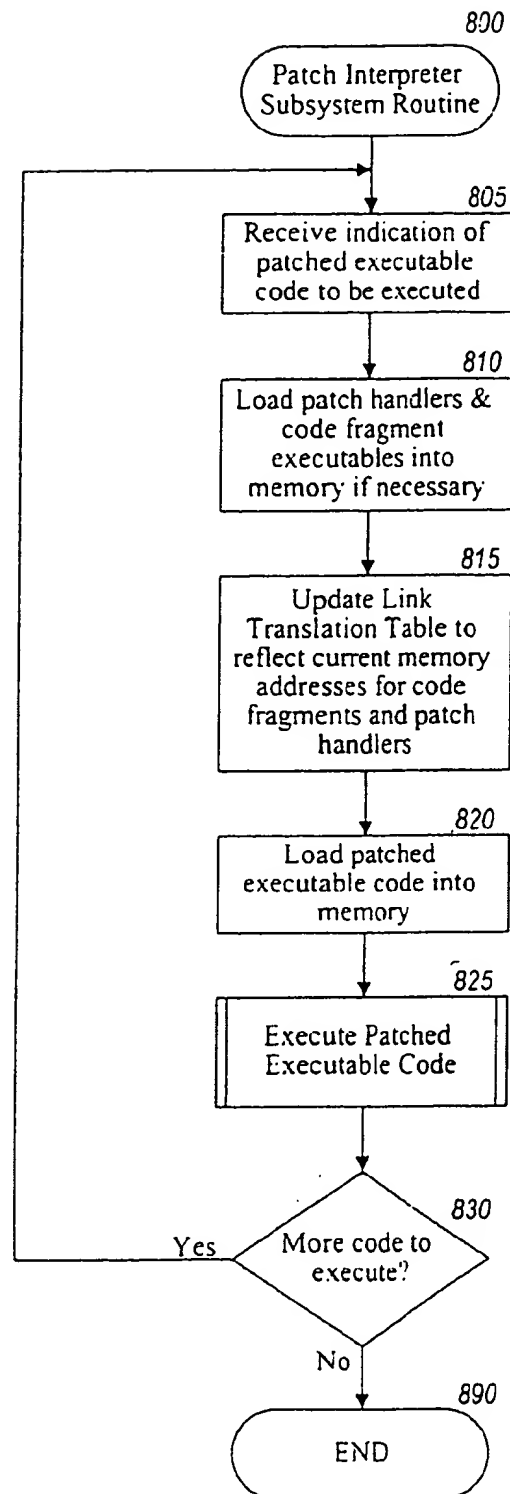 800
Patch Interpreter
Subsystem Routine
805
Receive indication of
patched executable
code to be executed
810
Load patch handlers &
code fragment
executables into
memory if necessary
815
Update Link
Translation Table to
reflect current memory
addresses for code
fragments and patch
handlers
820
Load patched
executable code into
memory
825
Execute Patched
Executable Code
830
Yes
More code to
execute?
No
890
END